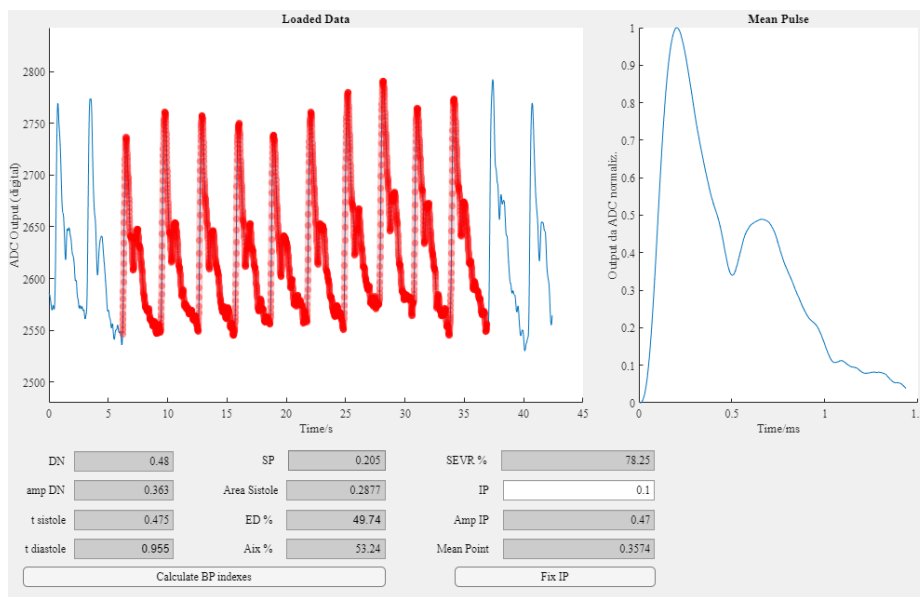 Loaded Data
Mean Pulse
ADC Output (digital)
2800
2750
2700
2650
2600
2550
2500
0 5 10 15 20 25 30 35 40 45
Time/s
Output da ADC normaliz.
1
0.9
0.8
0.7
0.6
0.5
0.4
0.3
0.2
0.1
0
0 0.5 1 1.
Time/ms
DN 0.48 SP 0.205 SEVR % 78.25
amp DN 0.363 Area Sistole 0.2877 IP 0.1
t sistole 0.475 ED % 49.74 Amp IP 0.47
t diastole 0.955 Aix % 53.24 Mean Point 0.3574
Calculate BP indexes Fix IP